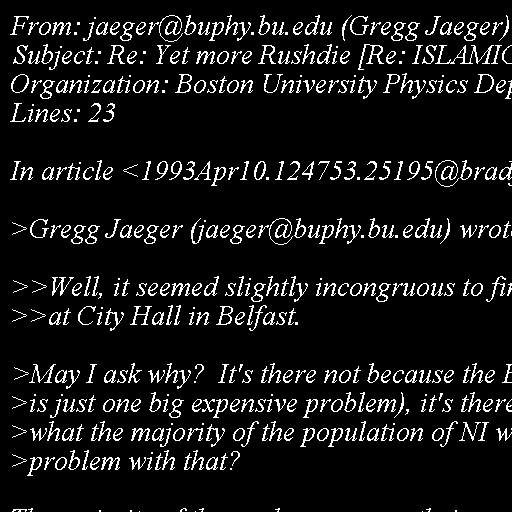 From: jaeger@buphy.bu.edu (Gregg Jaeger)
Subject: Re: Yet more Rushdie [Re: ISLAMIC
Organization: Boston University Physics Dep
Lines: 23
In article <1993Apr10.124753.25195@brad
>Gregg Jaeger (jaeger@buphy.bu.edu) wrot
>>Well, it seemed slightly incongruous to fin
>>at City Hall in Belfast.
>May I ask why?  It's there not because the
>is just one big expensive problem), it's there
>what the majority of the population of NI w
>problem with that?